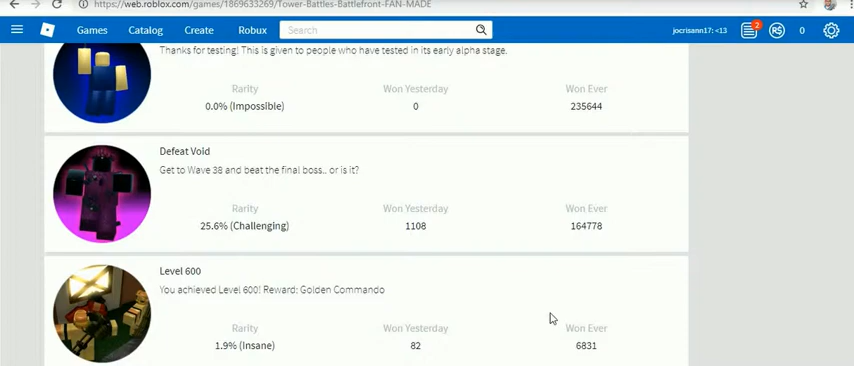 https://web.roblox.com/games/1869633269/Tower-Battles-Battlefront-FAN-MADE
Games Catalog Create Robux Search jocrisann17: <13 2 R$ 0
Thanks for testing! This is given to people who have tested in its early alpha stage.
Rarity Won Yesterday Won Ever
0.0% (Impossible) 0 235644
Defeat Void
Get to Wave 38 and beat the final boss.. or is it?
Rarity Won Yesterday Won Ever
25.6% (Challenging) 1108 164778
Level 600
You achieved Level 600! Reward: Golden Commando
Rarity Won Yesterday Won Ever
1.9% (Insane) 82 6831